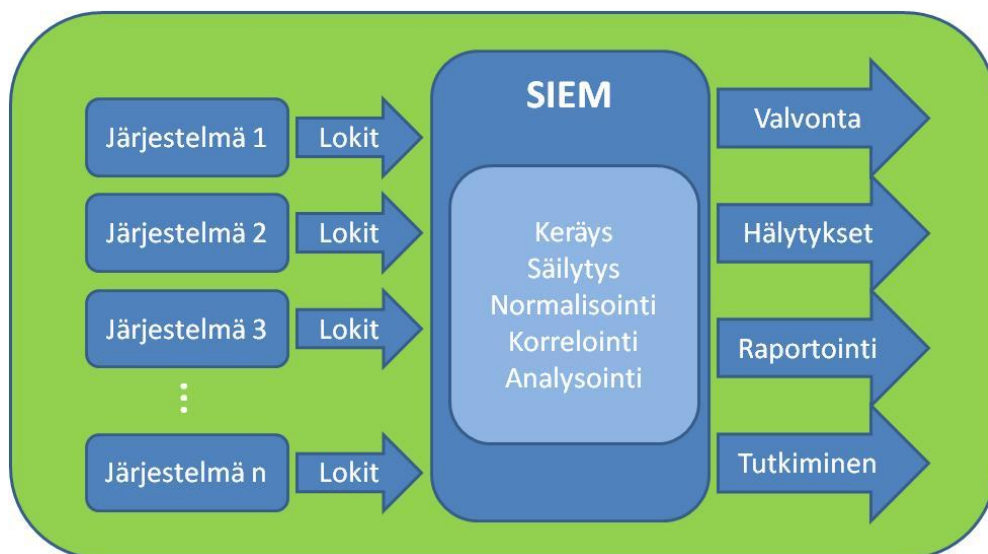 SIEM
Järjestelmä 1
Lokit
Valvonta
Järjestelmä 2
Lokit
Keräys
Säilytys
Normalisointi
Korrelointi
Analysointi
Hälytykset
Järjestelmä 3
Lokit
Raportointi
...
Järjestelmä n
Lokit
Tutkiminen